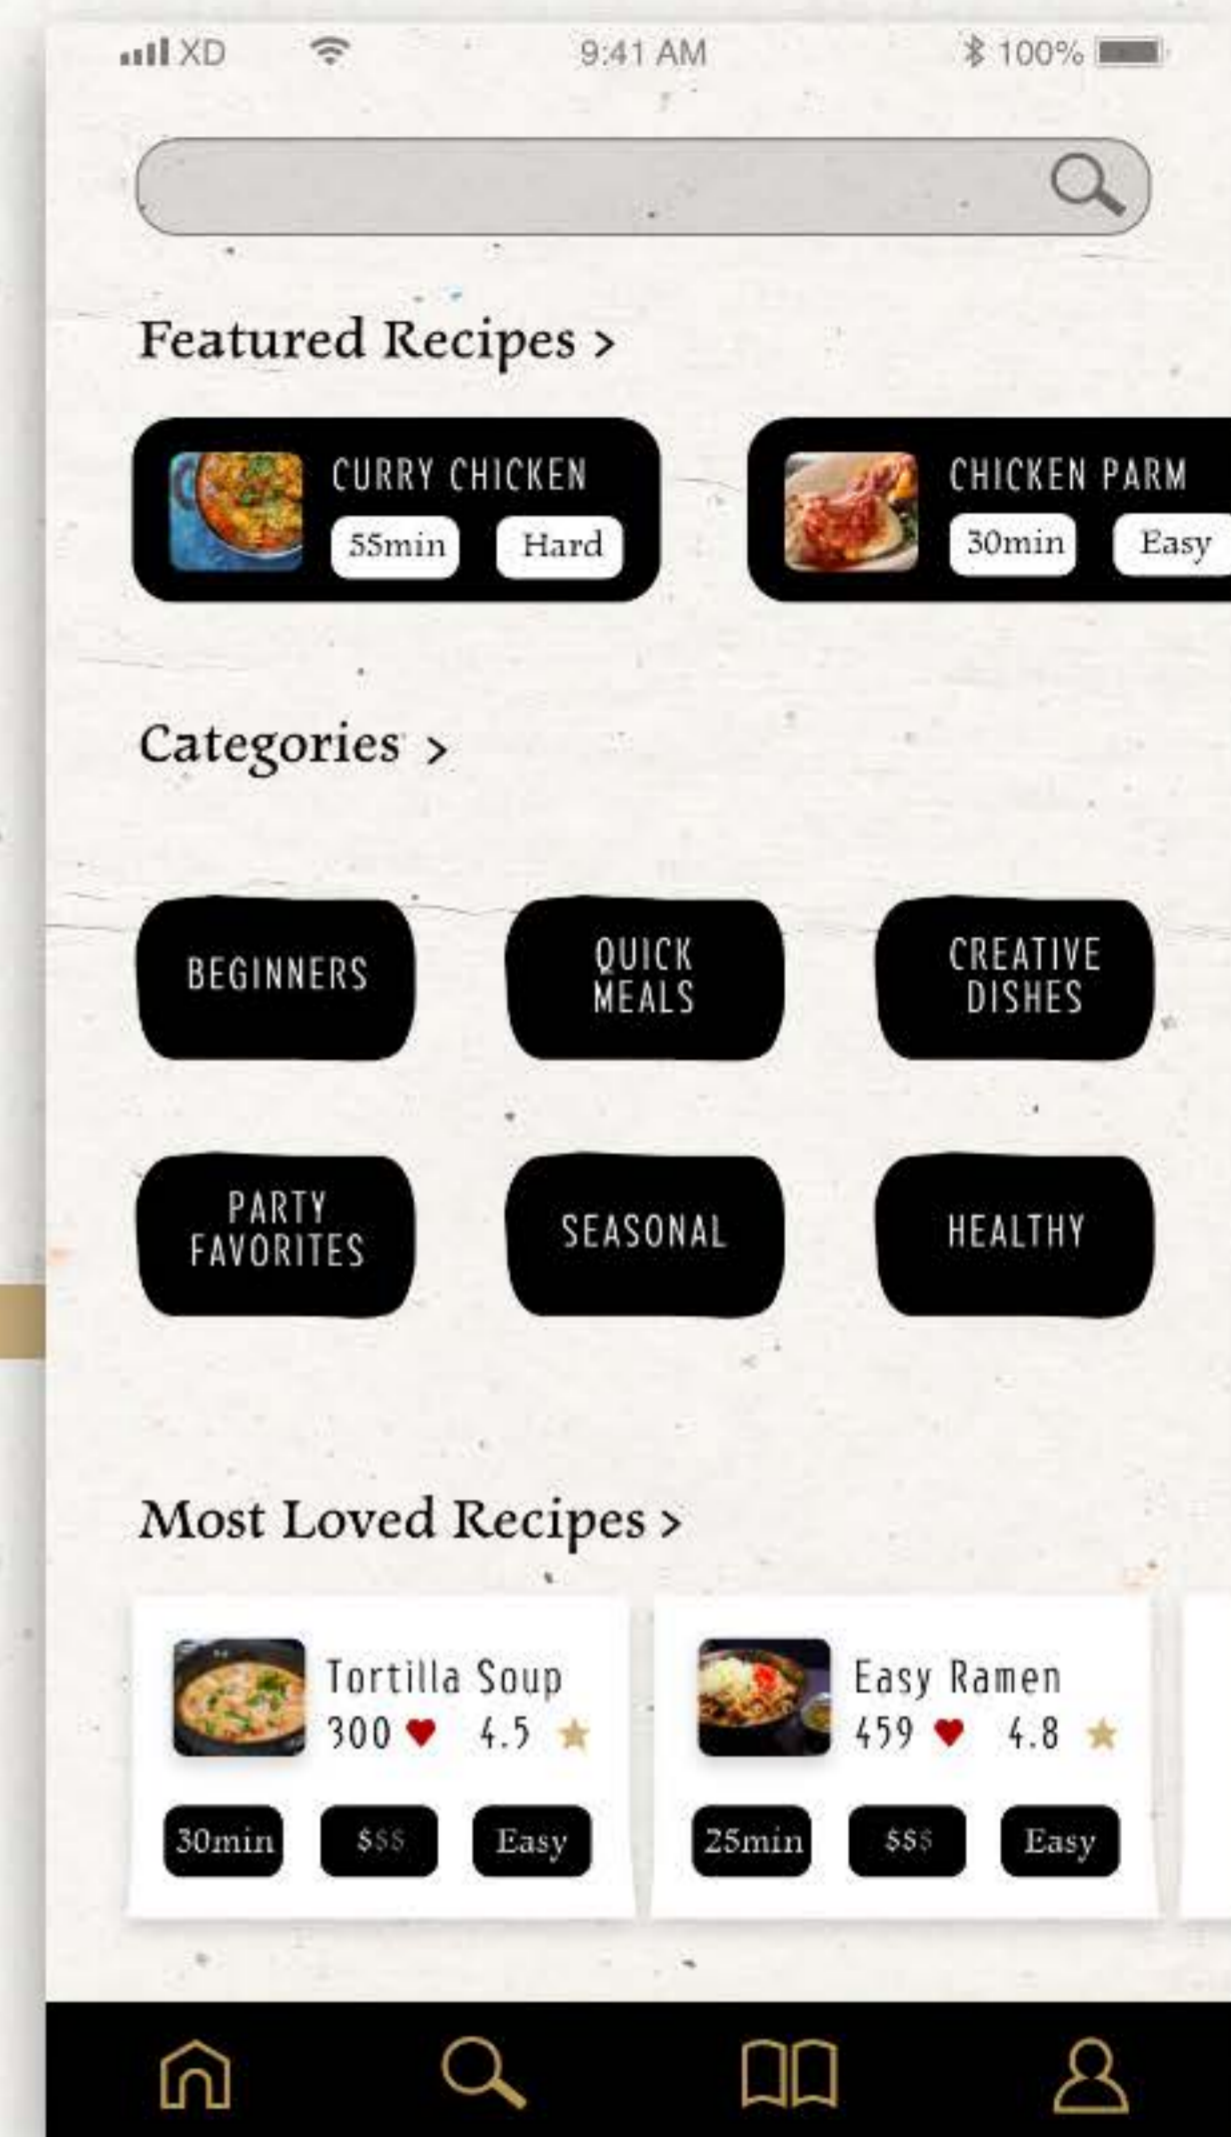 XD 9:41 AM 100%
Featured Recipes >
CURRY CHICKEN
55min Hard
CHICKEN PARM
30min Easy
Categories >
BEGINNERS
QUICK
MEALS
CREATIVE
DISHES
PARTY
FAVORITES
SEASONAL
HEALTHY
Most Loved Recipes >
Tortilla Soup
300 4.5
30min $$$ Easy
Easy Ramen
459 4.8
25min $$$ Easy